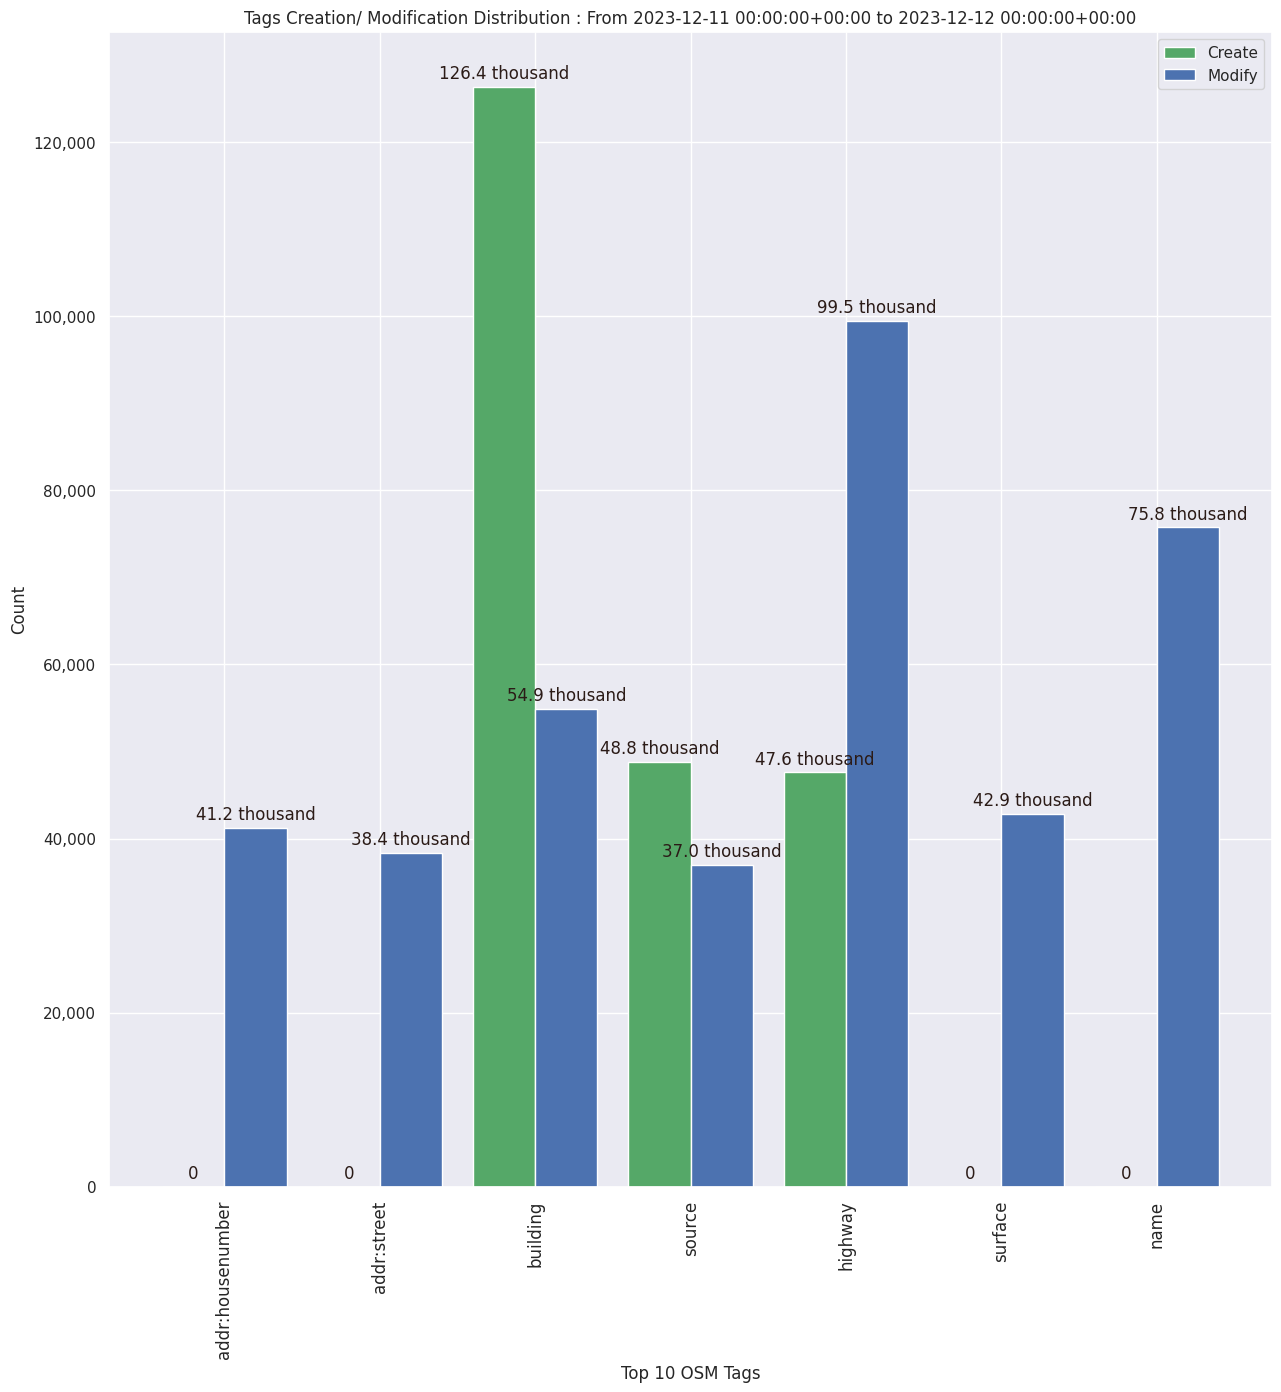 Tags Creation/ Modification Distribution : From 2023-12-11 00:00:00+00:00 to 2023-12-12 00:00:00+00:00
Create
Modify
126.4 thousand
120,000
99.5 thousand
100,000
80,000
75.8 thousand
Count
60,000
54.9 thousand
48.8 thousand
47.6 thousand
41.2 thousand
42.9 thousand
40,000
38.4 thousand
37.0 thousand
20,000
0
0
0
0
0
addr:housenumber
addr:street
building
source
highway
surface
name
Top 10 OSM Tags